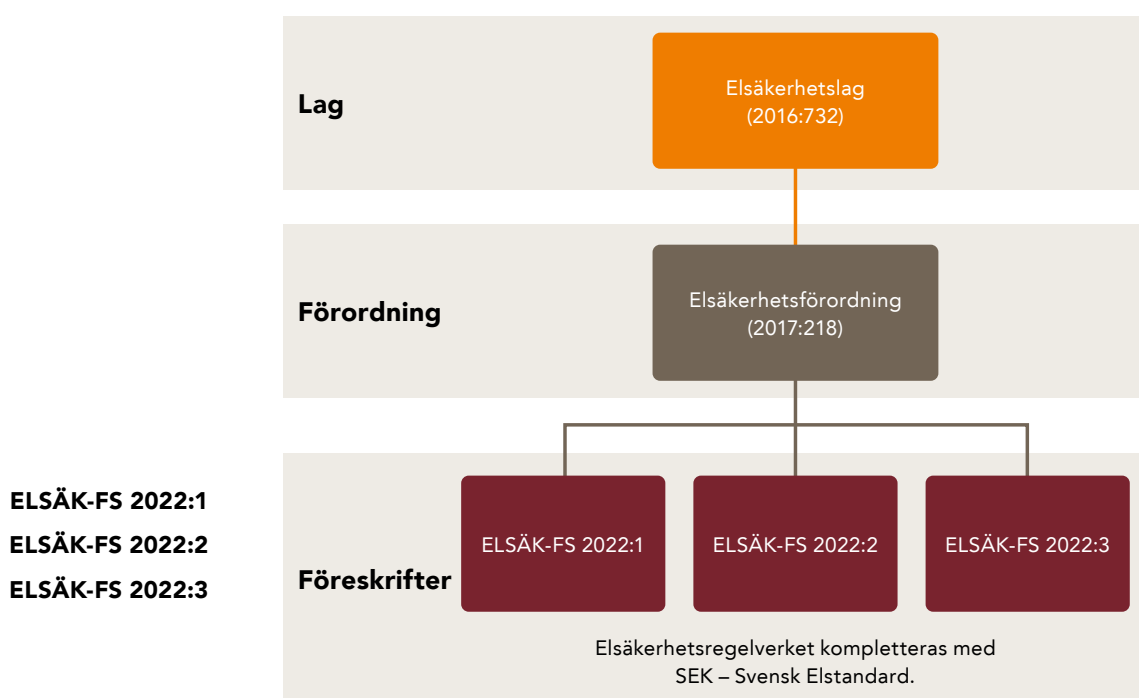 Lag
Elsäkerhetslag
(2016:732)
Förordning
Elsäkerhetsförordning
(2017:218)
ELSÄK-FS 2022:1
ELSÄK-FS 2022:2
ELSÄK-FS 2022:3
Föreskrifter
ELSÄK-FS 2022:1
ELSÄK-FS 2022:2
ELSÄK-FS 2022:3
Elsäkerhetsregelverket kompletteras med
SEK – Svensk Elstandard.